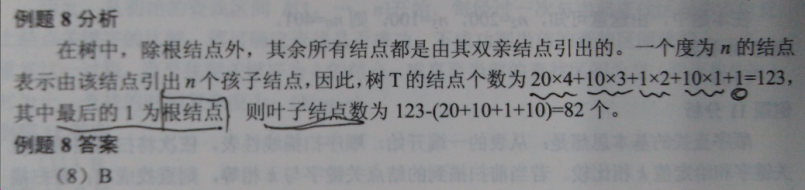 例题 8 分析
在树中，除根结点外，其余所有结点都是由其双亲结点引出的。一个度为 n 的结点
表示由该结点引出 n 个孩子结点，因此，树 T 的结点个数为 20×4+10×3+1×2+10×1+1=123，
其中最后的 1 为根结点 则叶子结点数为 123-(20+10+1+10)=82 个。
例题 8 答案
（8）B